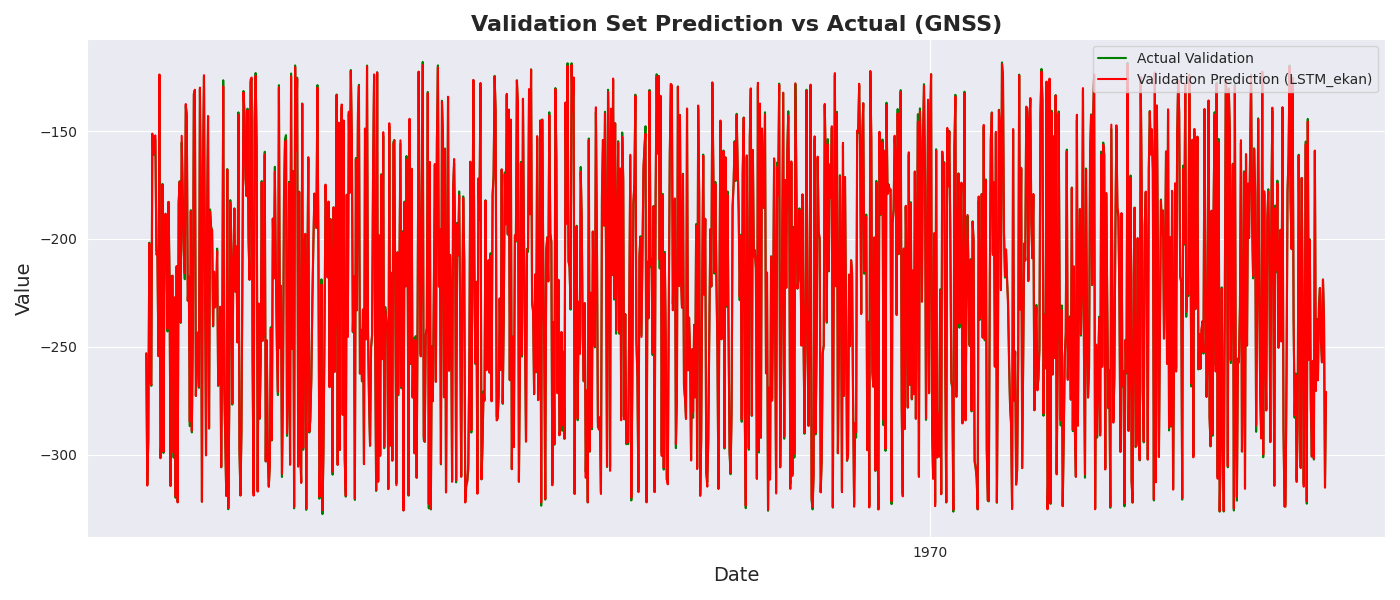 Validation Set Prediction vs Actual (GNSS)
Actual Validation
Validation Prediction (LSTM_ekan)
Value
−150
−200
−250
−300
1970
Date